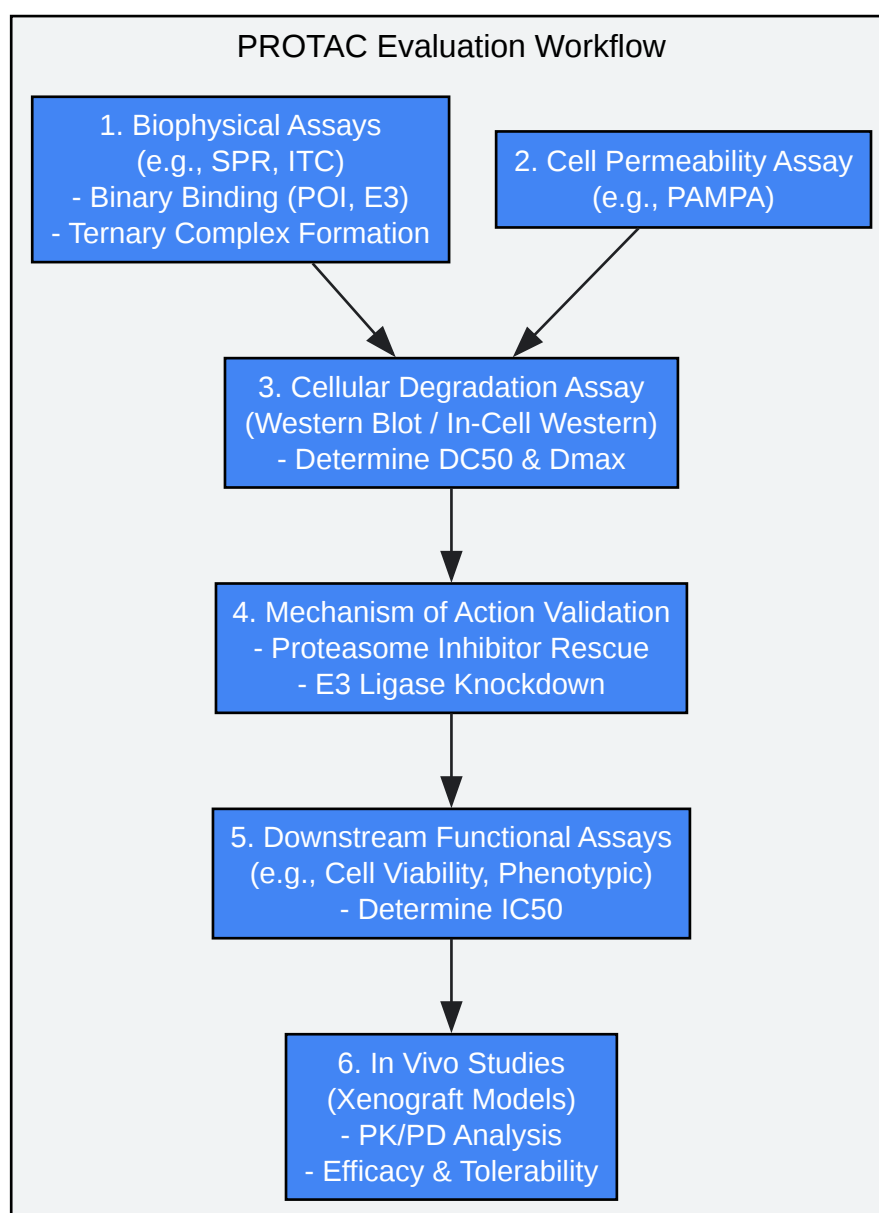 PROTAC Evaluation Workflow
1. Biophysical Assays
(e.g., SPR, ITC)
- Binary Binding (POI, E3)
- Ternary Complex Formation
2. Cell Permeability Assay
(e.g., PAMPA)
3. Cellular Degradation Assay
(Western Blot / In-Cell Western)
- Determine DC50 & Dmax
4. Mechanism of Action Validation
- Proteasome Inhibitor Rescue
- E3 Ligase Knockdown
5. Downstream Functional Assays
(e.g., Cell Viability, Phenotypic)
- Determine IC50
6. In Vivo Studies
(Xenograft Models)
- PK/PD Analysis
- Efficacy & Tolerability